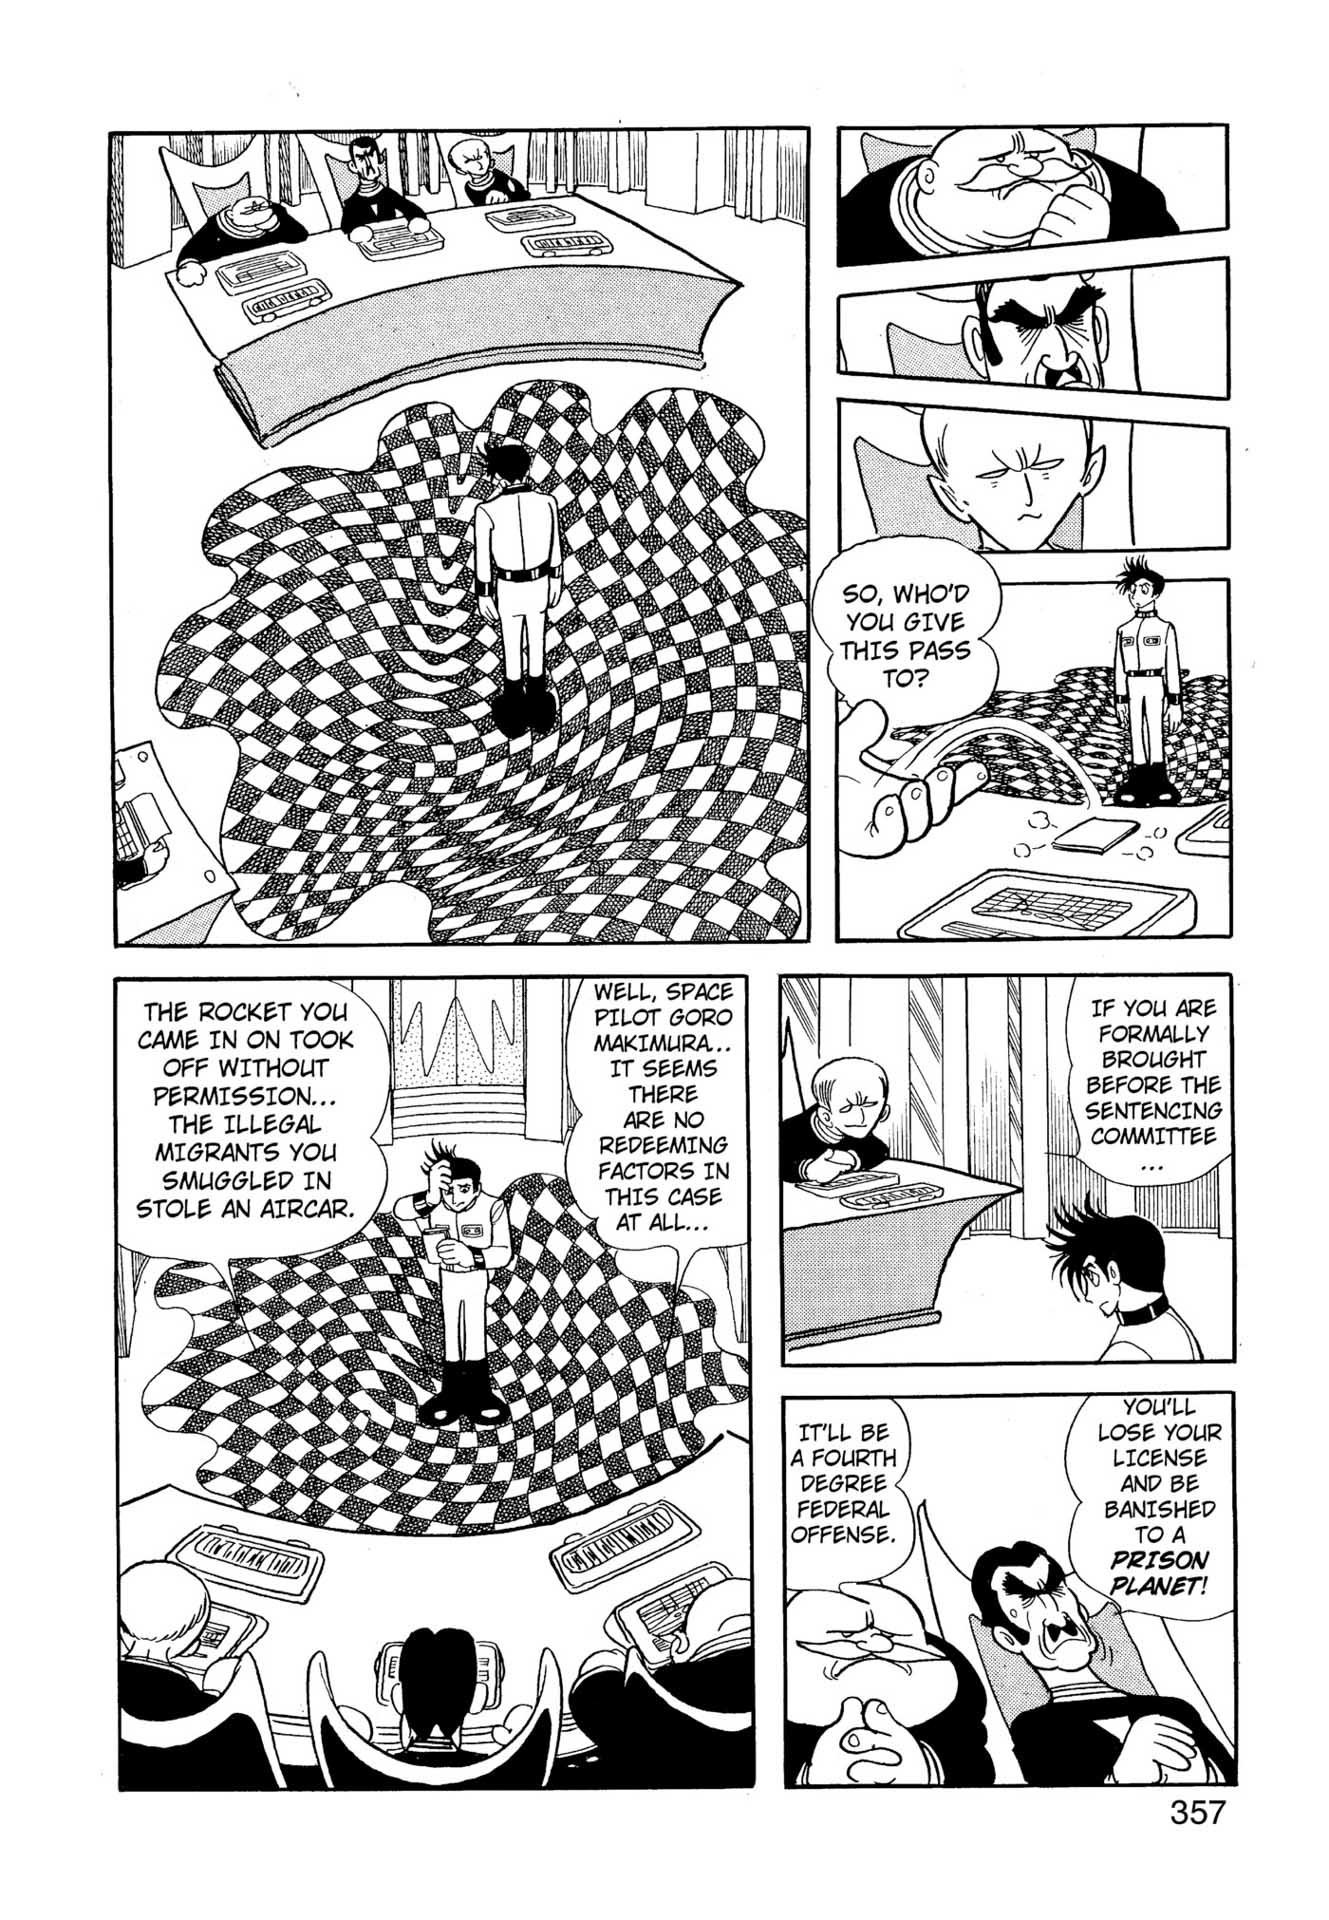 SO, WHO'D
YOU GIVE
THIS PASS
TO?
THE ROCKET YOU
CAME IN ON TOOK
OFF WITHOUT
PERMISSION...
THE ILLEGAL
MIGRANTS YOU
SMUGGLED IN
STOLE AN AIRCAR.
WELL, SPACE
PILOT GORO
MAKIMURA...
IT SEEMS
THERE
ARE NO
REDEEMING
FACTORS IN
THIS CASE
AT ALL...
IF YOU ARE
FORMALLY
BROUGHT
BEFORE THE
SENTENCING
COMMITTEE
...
IT'LL BE
A FOURTH
DEGREE
FEDERAL
OFFENSE.
YOU'LL
LOSE YOUR
LICENSE
AND BE
BANISHED
TO A
PRISON
PLANET!
357